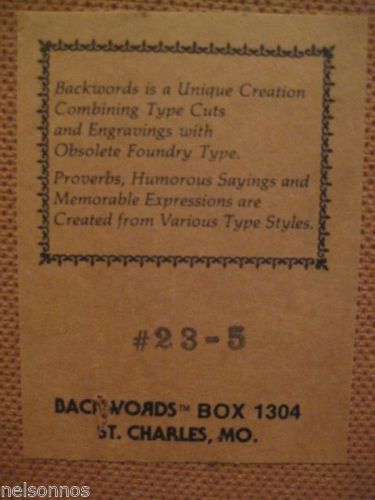 Backwords is a Unique Creation
Combining Type Cuts
and Engravings with
Obsolete Foundry Type.
Proverbs, Humorous Sayings and
Memorable Expressions are
Created from Various Type Styles.
#23-5
BACKWORDS™ BOX 1304
ST. CHARLES, MO.
nelsonnos